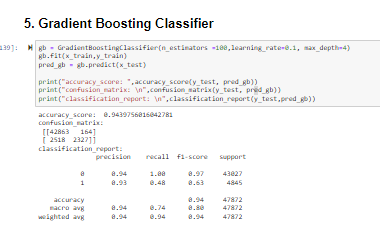 5. Gradient Boosting Classifier
139]:
gb = GradientBoostingClassifier(n_estimators =100,learning_rate=0.1, max_depth=4)
gb.fit(x_train,y_train)
pred_gb = gb.predict(x_test)
print("accuracy_score: ",accuracy_score(y_test, pred_gb))
print("confusion_matrix: \n",confusion_matrix(y_test, pred_gb))
print("classification_report: \n",classification_report(y_test,pred_gb))
accuracy_score: 0.9439756016042781
confusion_matrix:
[[42863 164]
[ 2518 2327]]
classification_report:
precision recall f1-score support
0 0.94 1.00 0.97 43027
1 0.93 0.48 0.63 4845
accuracy 0.94 47872
macro avg 0.94 0.74 0.80 47872
weighted avg 0.94 0.94 0.94 47872